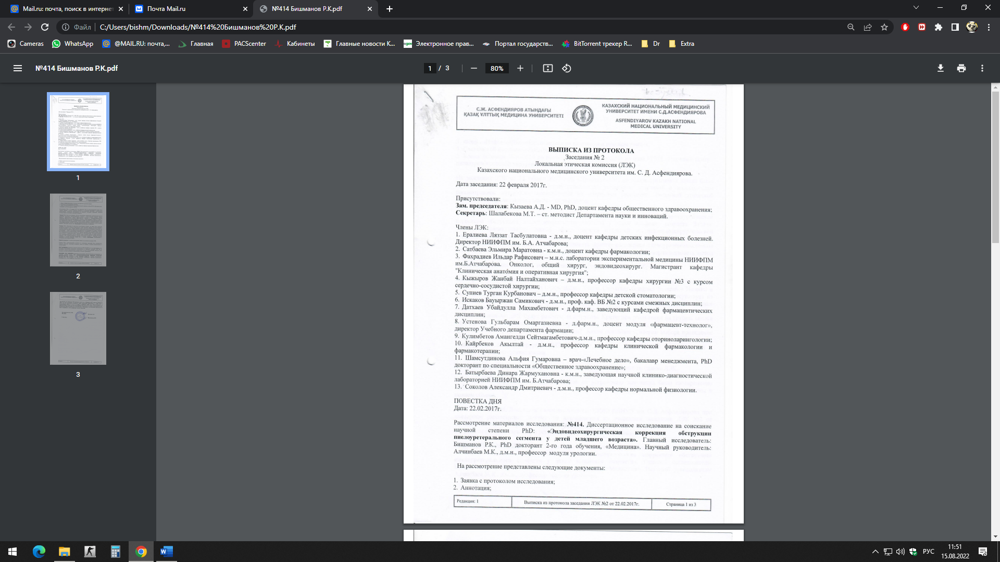 Mail.ru: почта, поиск в интернет
Почта Mail.ru
№414 Бишманов Р.К.pdf
Файл
C:/Users/bishm/Downloads/№414%20Бишманов%20Р.К.pdf
Cameras
WhatsApp
@MAIL.RU: почта,...
Главная
PACScenter
Кабинеты
Главные новости К...
Электронное прав...
Портал государств...
BitTorrent трекер R...
Dr
Extra
№414 Бишманов Р.К.pdf
1 / 3
80%
1
2
3
С.Ж. АСФЕНДИЯРОВ АТЫНДАҒЫ
ҚАЗАҚ ҰЛТТЫҚ МЕДИЦИНА УНИВЕРСИТЕТІ
КАЗАХСКИЙ НАЦИОНАЛЬНЫЙ МЕДИЦИНСКИЙ
УНИВЕРСИТЕТ ИМЕНИ С.Д.АСФЕНДИЯРОВА
ASFENDIYAROV KAZAKH NATIONAL
MEDICAL UNIVERSITY
ВЫПИСКА ИЗ ПРОТОКОЛА
Заседания № 2
Локальная этическая комиссия (ЛЭК)
Казахского национального медицинского университета им. С. Д. Асфендиярова.
Дата заседания: 22 февраля 2017г.
Присутствовали:
Зам. председателя: Кызаева А.Д. - MD, PhD, доцент кафедры общественного здравоохранения;
Секретарь: Шалабекова М.Т. – ст. методист Департамента науки и инноваций.
Члены ЛЭК:
1. Ералиева Ляззат Тасбулатовна - д.м.н., доцент кафедры детских инфекционных болезней.
Директор НИИФПМ им. Б.А. Атчабарова;
2. Сатбаева Эльмира Маратовна - к.м.н., доцент кафедры фармакологии;
3. Фахрадиев Ильдар Рафисович – м.н.с. лаборатории экспериментальной медицины НИИФПМ
им.Б.Атчабарова. Онколог, общий хирург, эндовидеохирург. Магистрант кафедры
"Клиническая анатомия и оперативная хирургия";
4. Кыжыров Жанбай Налтайханович – д.м.н., профессор кафедры хирургии №3 с курсом
сердечно-сосудистой хирургии;
5. Супиев Турган Курбанович – д.м.н., профессор кафедры детской стоматологии;
6. Искаков Бауыржан Самикович - д.м.н., проф. каф. ВБ №2 с курсами смежных дисциплин;
7. Датхаев Убайдулла Махамбетович - д.фарм.н., заведующий кафедрой фармацевтических
дисциплин;
8. Устенова Гульбарам Омаргазиевна - д.фарм.н., доцент модуля «фармацевт-технолог»,
директор Учебного департамента фармации;
9. Кулимбетов Амангелди Сейтмагамбетович-д.м.н., профессор кафедры оториноларингологии;
10. Кайрбеков Акылтай - д.м.н., профессор кафедры клинической фармакологии и
фармакотерапии;
11. Шамсутдинова Альфия Гумаровна – врач-«Лечебное дело», бакалавр менеджмента, PhD
докторант по специальности «Общественное здравоохранение»;
12. Батырбаева Динара Жармухановна - к.м.н., заведующая научной клинико-диагностической
лабораторией НИИФПМ им. Б.Атчабарова;
13. Соколов Александр Дмитриевич - д.м.н., профессор кафедры нормальной физиологии.
ПОВЕСТКА ДНЯ
Дата: 22.02.2017г.
Рассмотрение материалов исследования: №414. Диссертационное исследование на соискание
научной степени PhD: «Эндовидеохирургическая коррекция обструкции
пиелоуретерального сегмента у детей младшего возраста». Главный исследователь:
Бишманов Р.К., PhD докторант 2-го года обучения, «Медицина». Научный руководитель:
Алчинбаев М.К., д.м.н., профессор модуля урологии.
На рассмотрение представлены следующие документы:
1. Заявка с протоколом исследования;
2. Аннотация;
Редакция: 1
Выписка из протокола заседания ЛЭК №2 от 22.02.2017г.
Страница 1 из 3
РУС
11:51
15.08.2022